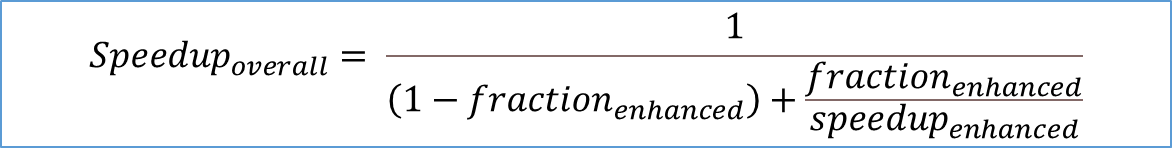 Speedup_overall = 1 / ((1 − fraction_enhanced) + fraction_enhanced / speedup_enhanced)